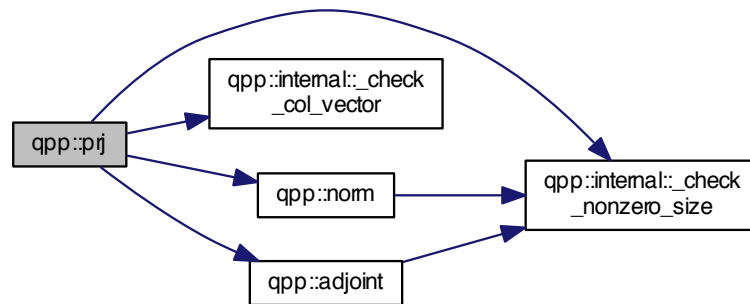 qpp::prj
qpp::internal::_check
_col_vector
qpp::norm
qpp::adjoint
qpp::internal::_check
_nonzero_size